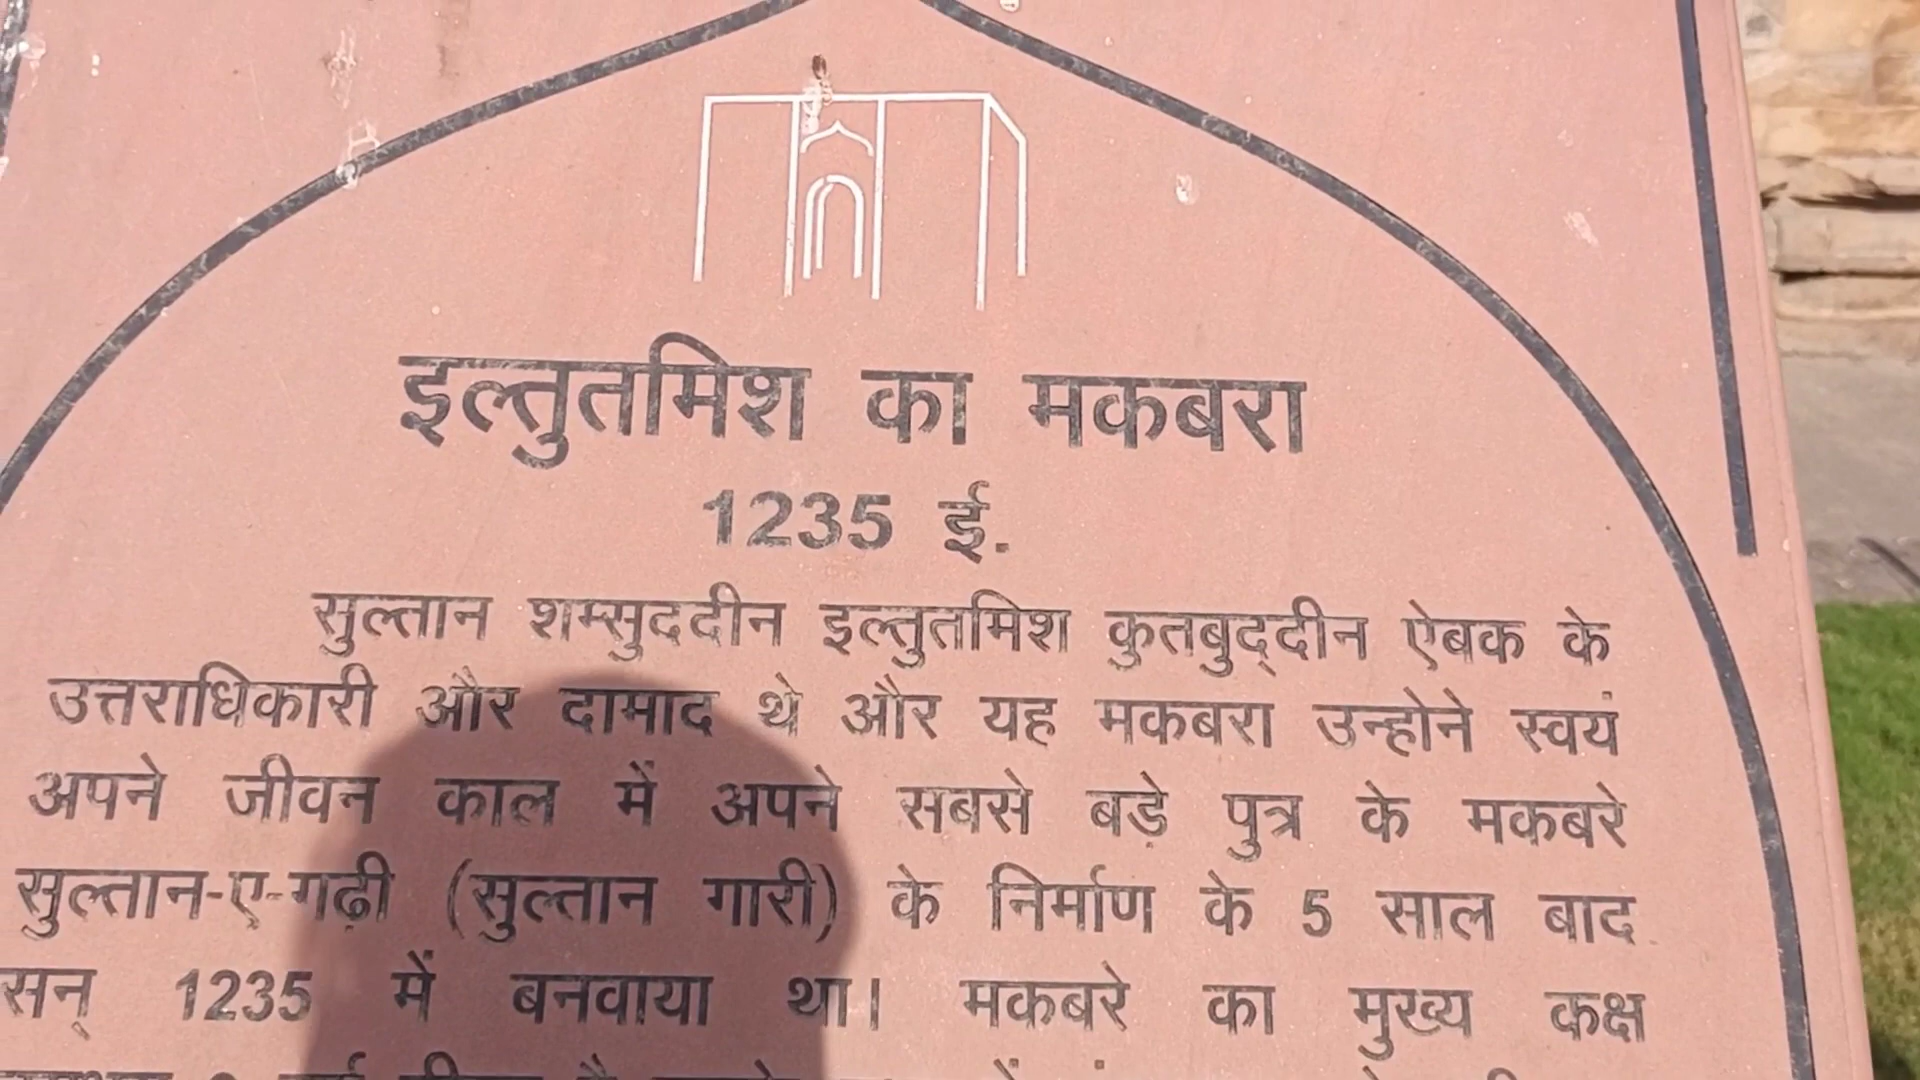 इल्तुतमिश का मकबरा
1235 ई.
सुल्तान शम्सुददीन इल्तुतमिश कुतबुद्दीन ऐबक के
उत्तराधिकारी और दामाद थे और यह मकबरा उन्होने स्वयं
अपने जीवन काल में अपने सबसे बड़े पुत्र के मकबरे
सुल्तान-ए-गढ़ी (सुल्तान गारी) के निर्माण के 5 साल बाद
सन् 1235 में बनवाया था। मकबरे का मुख्य कक्ष